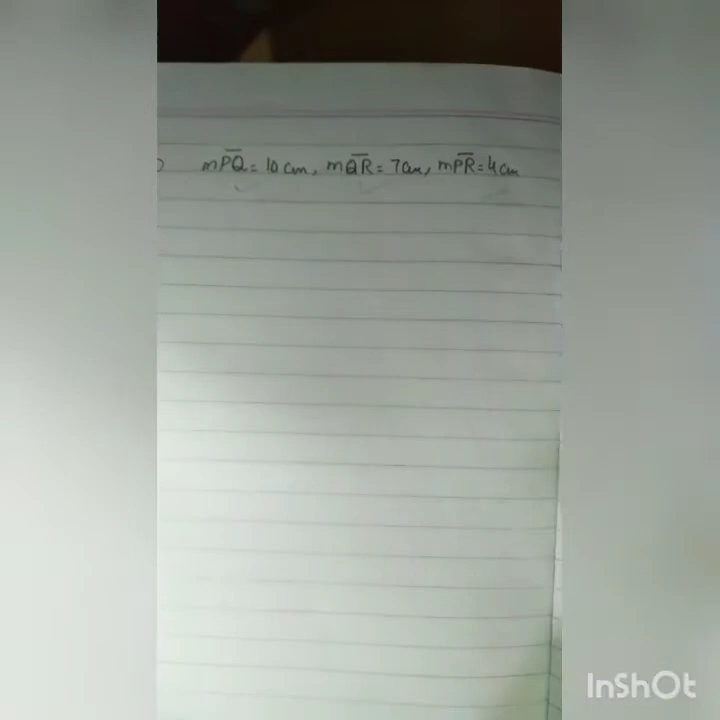 mP̅Q̅ = 10 cm, mQ̅R̅ = 7cm, mP̅R̅ = 4cm
InShOt